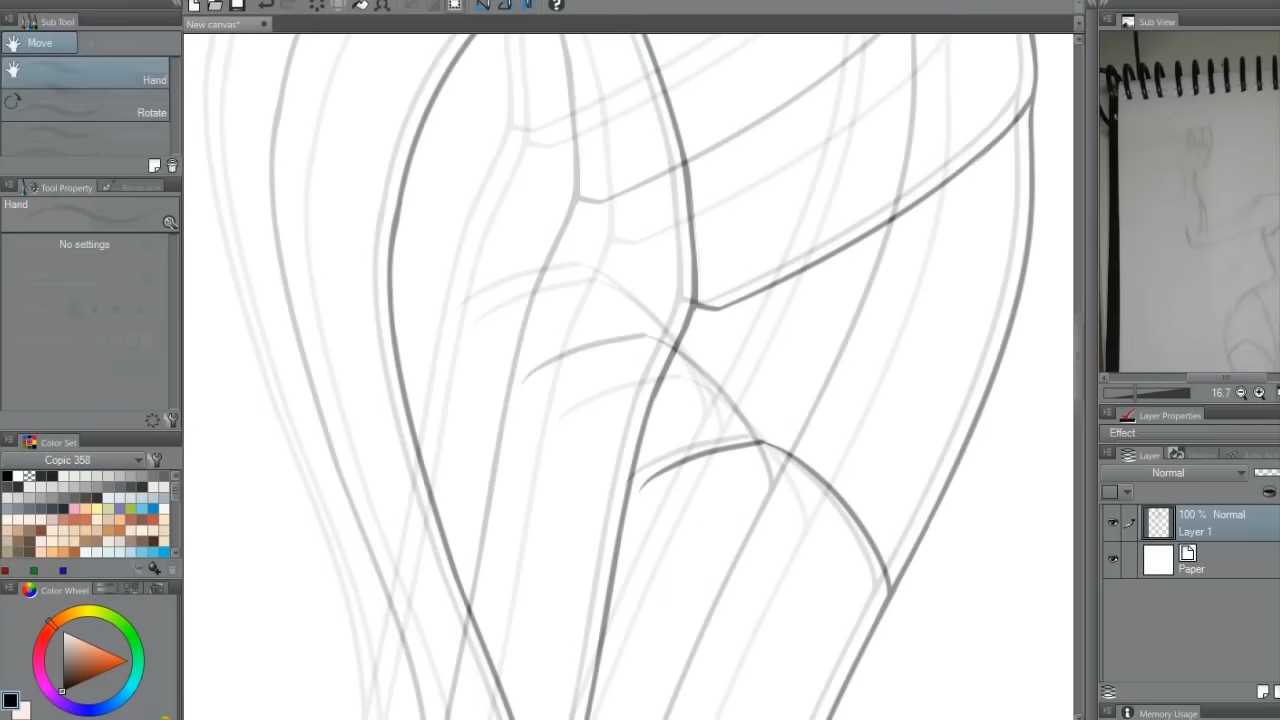 Sub Tool
Move
Hand
Rotate
Tool Property
Hand
No settings
Color Set
Copic 358
Color Wheel
New canvas*
Sub View
16.7
Layer Properties
Effect
Layer
Normal
100 % Normal
Layer 1
Paper
Memory Usage